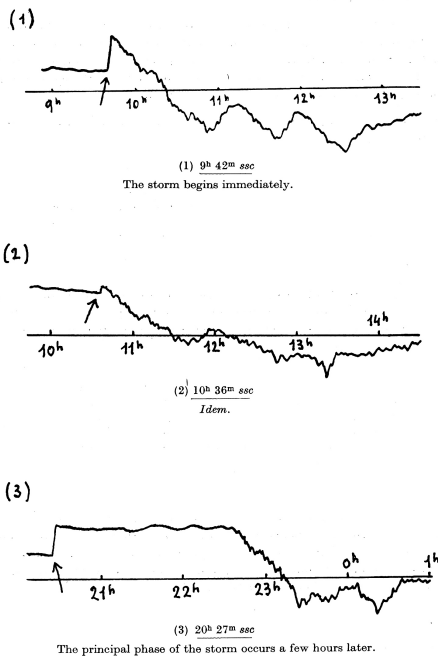 (1)
9h 10h 11h 12h 13h
(1) 9h 42m ssc
The storm begins immediately.
(2)
14h
10h 11h 12h 13h
(2) 10h 36m ssc
Idem.
(3)
0h 1h
21h 22h 23h
(3) 20h 27m ssc
The principal phase of the storm occurs a few hours later.